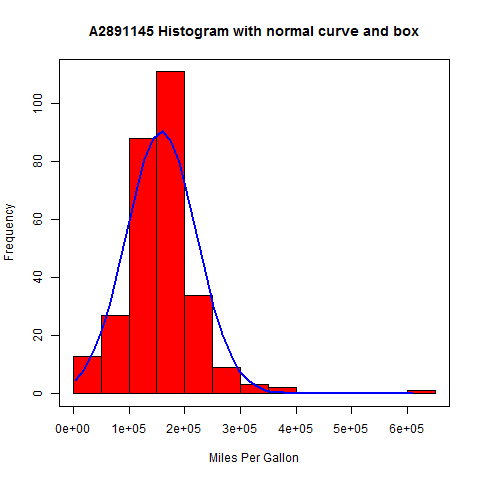 A2891145 Histogram with normal curve and box
Frequency
100
80
60
40
20
0
0e+00 1e+05 2e+05 3e+05 4e+05 5e+05 6e+05
Miles Per Gallon